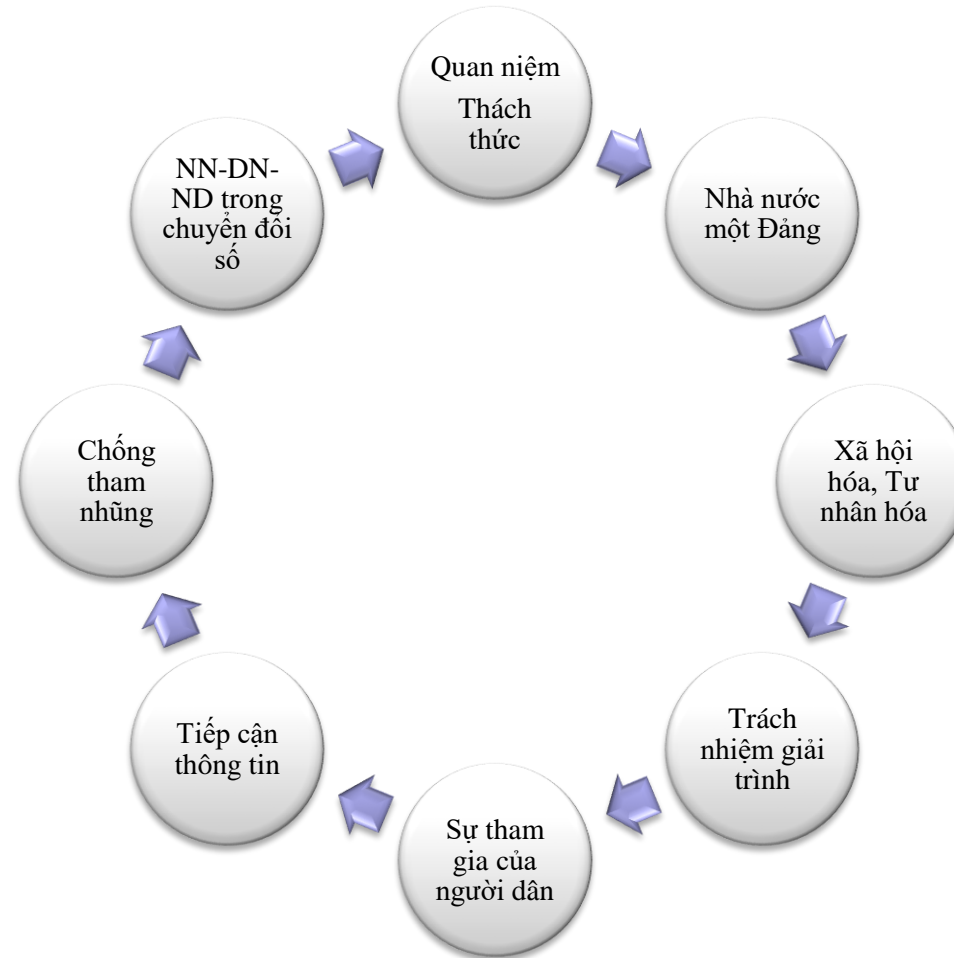 Quan niệm
Thách
thức
Nhà nước
một Đảng
Xã hội
hóa, Tư
nhân hóa
Trách
nhiệm giải
trình
Sự tham
gia của
người dân
Tiếp cận
thông tin
Chống
tham
nhũng
NN-DN-
ND trong
chuyển đổi
số